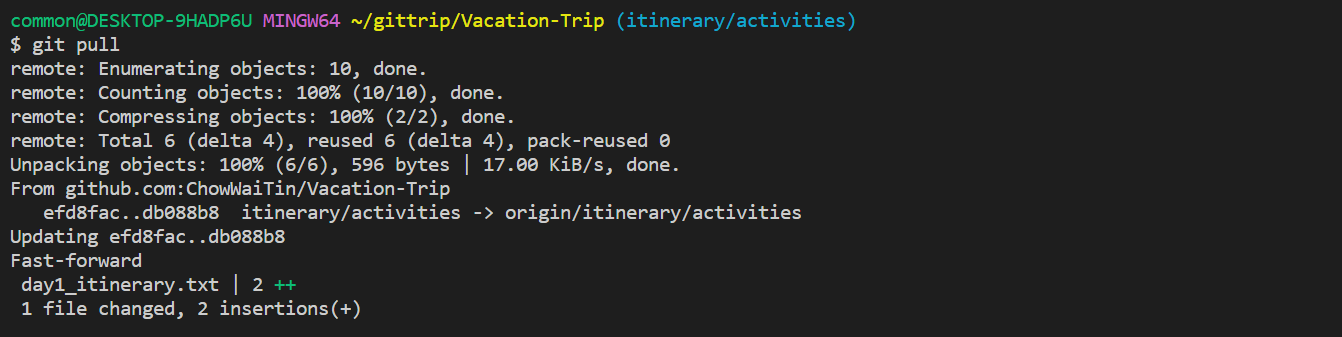 common@DESKTOP-9HADP6U MINGW64 ~/gittrip/Vacation-Trip (itinerary/activities)
$ git pull
remote: Enumerating objects: 10, done.
remote: Counting objects: 100% (10/10), done.
remote: Compressing objects: 100% (2/2), done.
remote: Total 6 (delta 4), reused 6 (delta 4), pack-reused 0
Unpacking objects: 100% (6/6), 596 bytes | 17.00 KiB/s, done.
From github.com:ChowWaiTin/Vacation-Trip
   efd8fac..db088b8  itinerary/activities -> origin/itinerary/activities
Updating efd8fac..db088b8
Fast-forward
 day1_itinerary.txt | 2 ++
 1 file changed, 2 insertions(+)